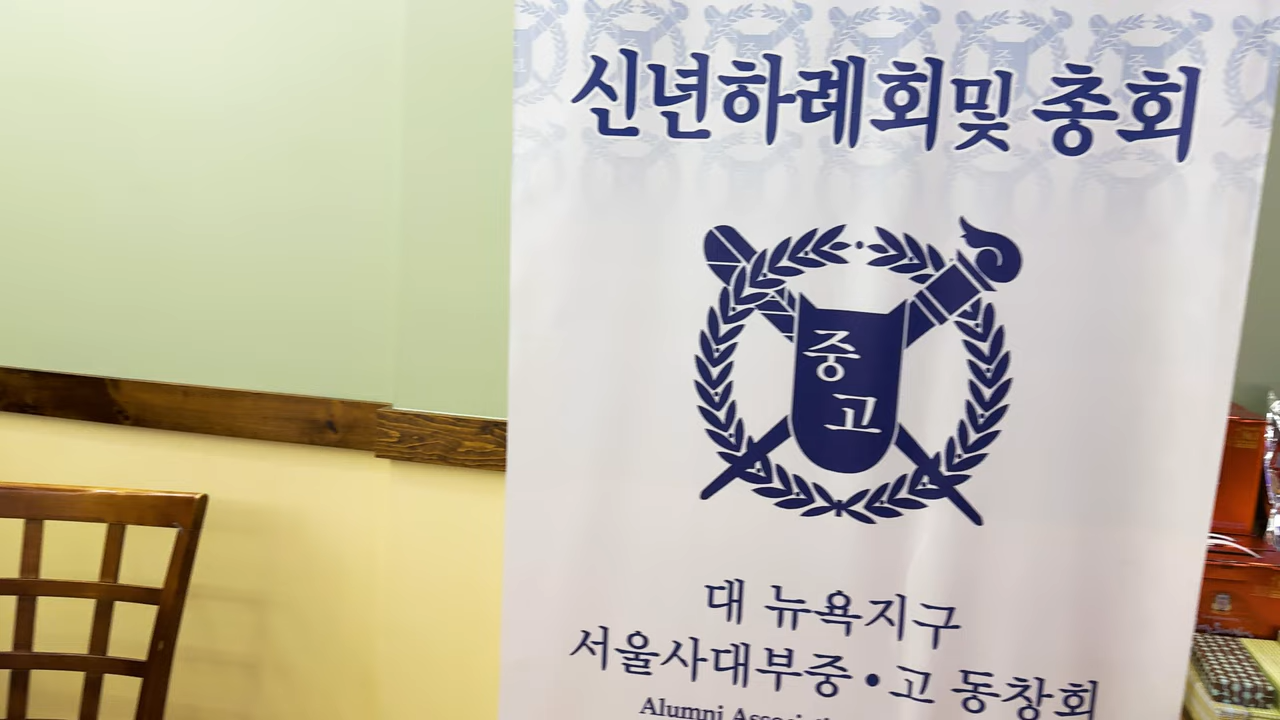 신년하례회및 총회
중
고
대 뉴욕지구
서울사대부중•고 동창회
Alumni